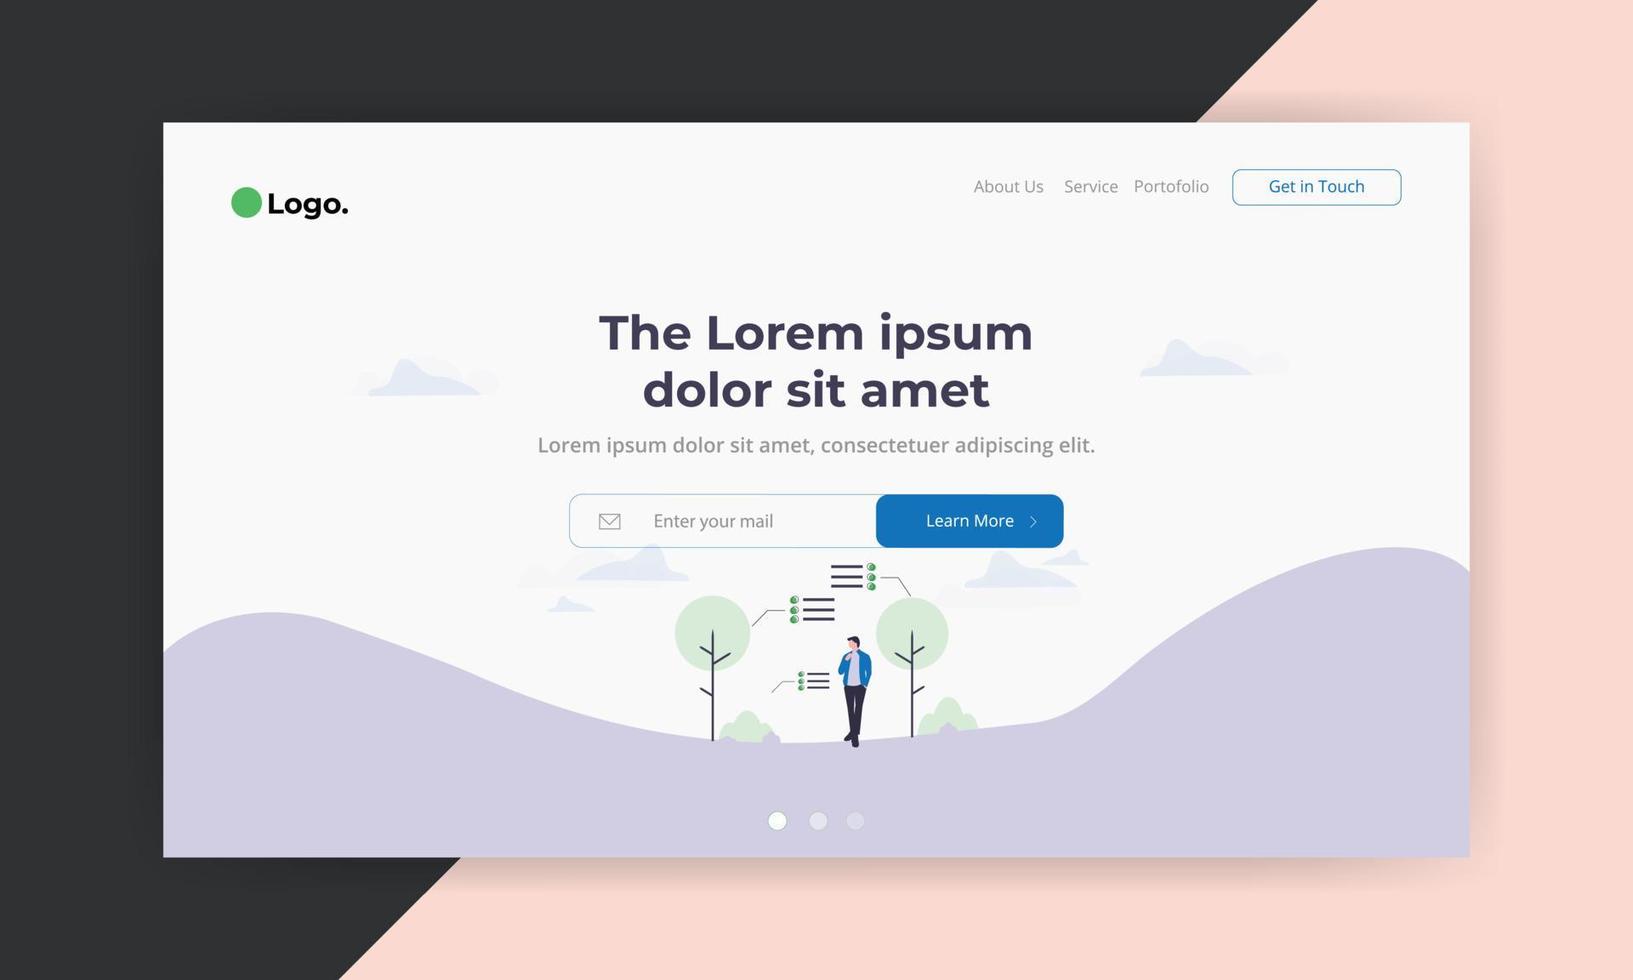 Logo.
About Us Service Portofolio Get in Touch
The Lorem ipsum
dolor sit amet
Lorem ipsum dolor sit amet, consectetuer adipiscing elit.
Enter your mail Learn More